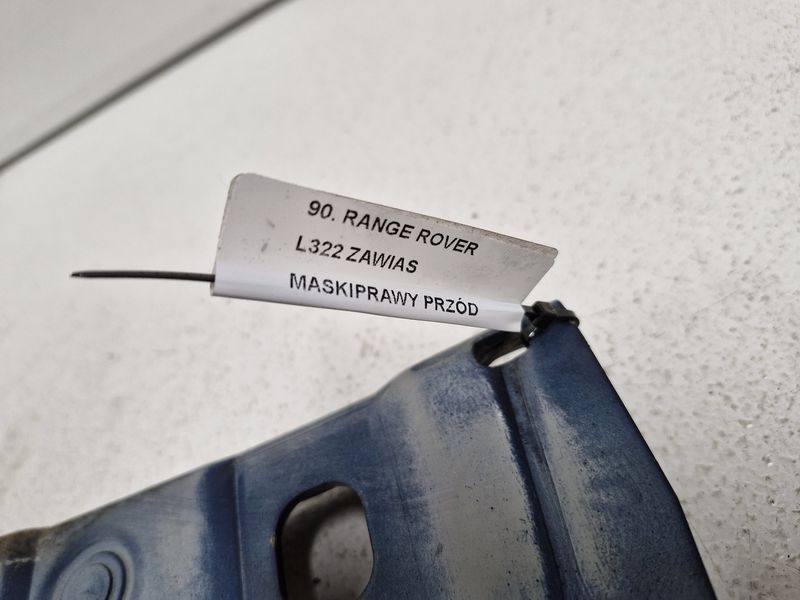 90. RANGE ROVER
L322 ZAWIAS
MASKIPRAWY PRZÓD